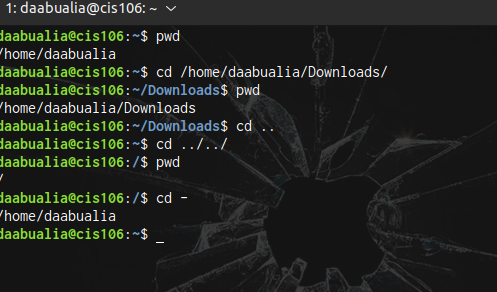 1: daabualia@cis106: ~
daabualia@cis106:~$ pwd
/home/daabualia
daabualia@cis106:~$ cd /home/daabualia/Downloads/
daabualia@cis106:~/Downloads$ pwd
/home/daabualia/Downloads
daabualia@cis106:~/Downloads$ cd ..
daabualia@cis106:~$ cd ../../
daabualia@cis106:/$ pwd
/
daabualia@cis106:/$ cd -
/home/daabualia
daabualia@cis106:~$ _